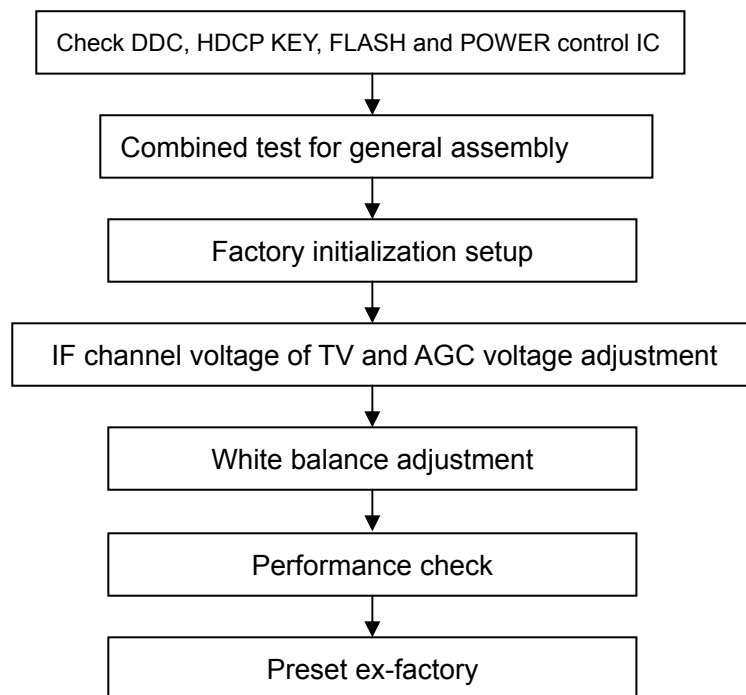 Check DDC, HDCP KEY, FLASH and POWER control IC
Combined test for general assembly
Factory initialization setup
IF channel voltage of TV and AGC voltage adjustment
White balance adjustment
Performance check
Preset ex-factory